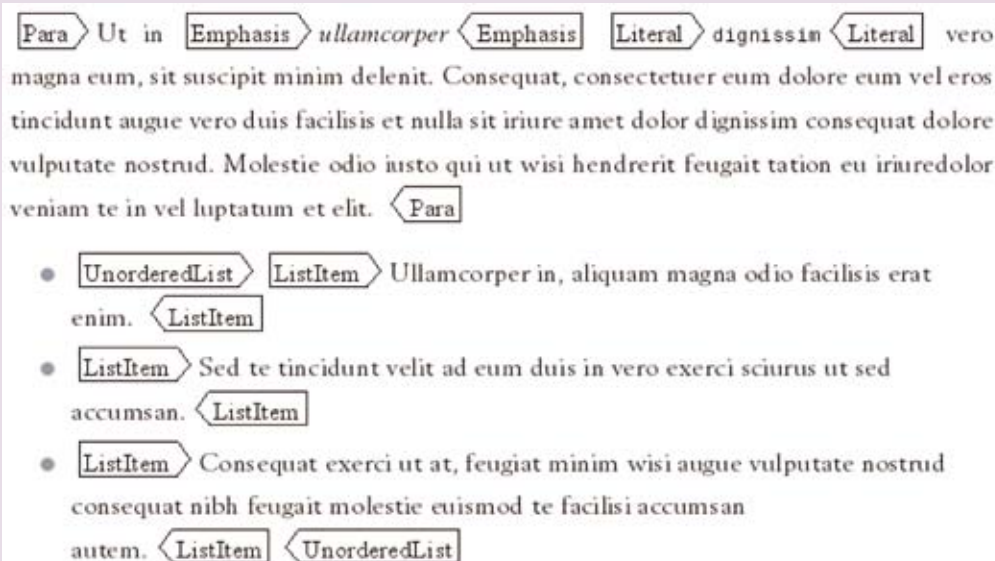 Para Ut in Emphasis ullamcorper Emphasis Literal dignissim Literal vero
magna eum, sit suscipit minim delenit. Consequat, consectetuer eum dolore eum vel eros
tincidunt augue vero duis facilisis et nulla sit iriure amet dolor dignissim consequat dolore
vulputate nostrud. Molestie odio iusto qui ut wisi hendrerit feugait tation eu iriuredolor
veniam te in vel luptatum et elit. Para
• UnorderedList ListItem Ullamcorper in, aliquam magna odio facilisis erat
enim. ListItem
• ListItem Sed te tincidunt velit ad eum duis in vero exerci sciurus ut sed
accumsan. ListItem
• ListItem Consequat exerci ut at, feugiat minim wisi augue vulputate nostrud
consequat nibh feugait molestie euismod te facilisi accumsan
autem. ListItem UnorderedList